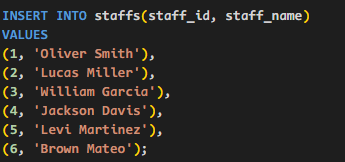 INSERT INTO staffs(staff_id, staff_name)
VALUES
(1, 'Oliver Smith'),
(2, 'Lucas Miller'),
(3, 'William Garcia'),
(4, 'Jackson Davis'),
(5, 'Levi Martinez'),
(6, 'Brown Mateo');